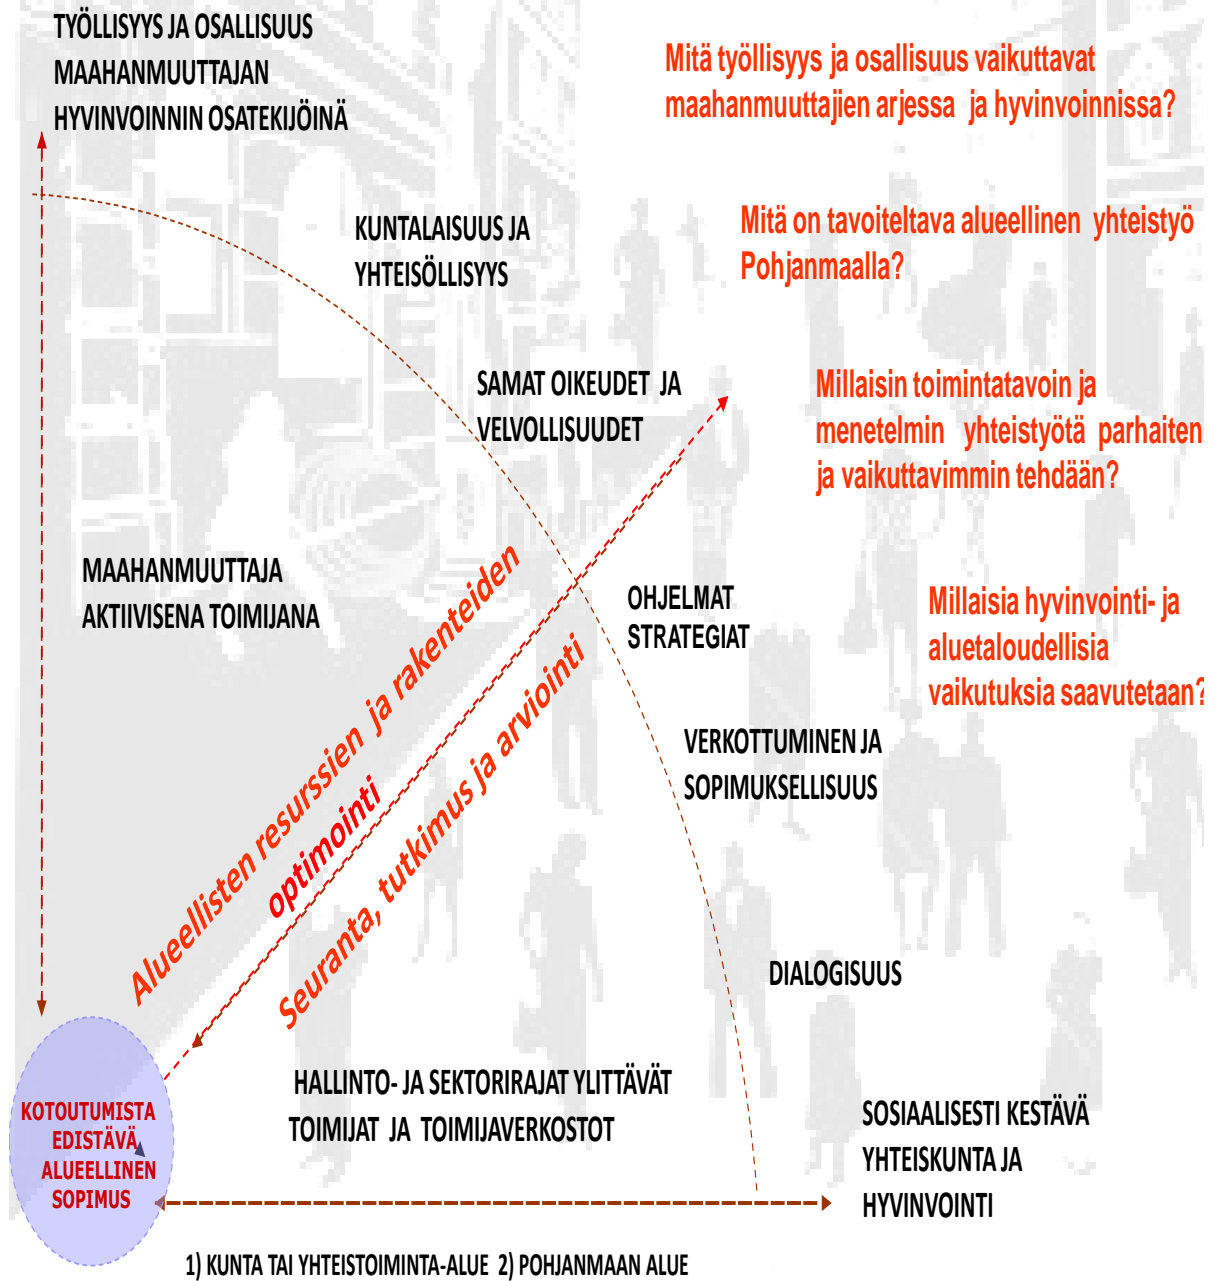 TYÖLLISYYS JA OSALLISUUS
MAAHANMUUTTAJAN
HYVINVOINNIN OSATEKIJÖINÄ
Mitä työllisyys ja osallisuus vaikuttavat
maahanmuuttajien arjessa ja hyvinvoinnissa?
KUNTALAISUUS JA
YHTEISÖLLISYYS
Mitä on tavoiteltava alueellinen yhteistyö
Pohjanmaalla?
SAMAT OIKEUDET JA
VELVOLLISUUDET
Millaisin toimintatavoin ja
menetelmin yhteistyötä parhaiten
ja vaikuttavimmin tehdään?
MAAHANMUUTTAJA
AKTIIVISENA TOIMIJANA
OHJELMAT
STRATEGIAT
Millaisia hyvinvointi- ja
aluetaloudellisia
vaikutuksia saavutetaan?
Alueellisten resurssien ja rakenteiden
optimointi
Seuranta, tutkimus ja arviointi
VERKOTTUMINEN JA
SOPIMUKSELLISUUS
DIALOGISUUS
HALLINTO- JA SEKTORIRAJAT YLITTÄVÄT
TOIMIJAT JA TOIMIJAVERKOSTOT
KOTOUTUMISTA
EDISTÄVÄ
ALUEELLINEN
SOPIMUS
SOSIAALISESTI KESTÄVÄ
YHTEISKUNTA JA
HYVINVOINTI
1) KUNTA TAI YHTEISTOIMINTA-ALUE 2) POHJANMAAN ALUE